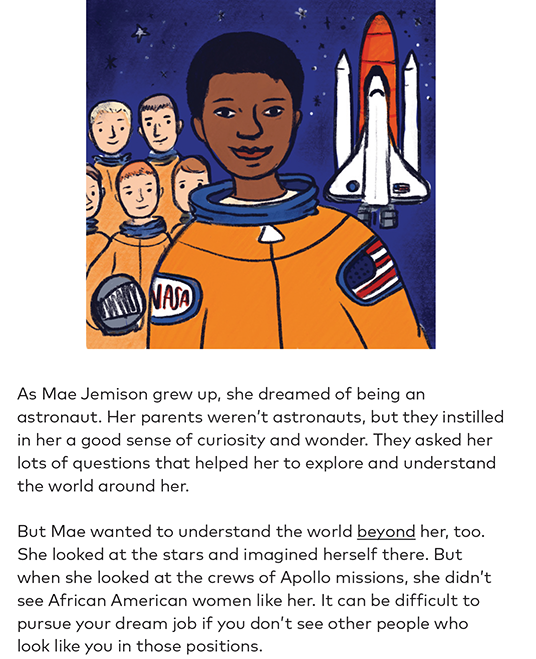 NASA
As Mae Jemison grew up, she dreamed of being an
astronaut. Her parents weren’t astronauts, but they instilled
in her a good sense of curiosity and wonder. They asked her
lots of questions that helped her to explore and understand
the world around her.
But Mae wanted to understand the world beyond her, too.
She looked at the stars and imagined herself there. But
when she looked at the crews of Apollo missions, she didn’t
see African American women like her. It can be difficult to
pursue your dream job if you don’t see other people who
look like you in those positions.